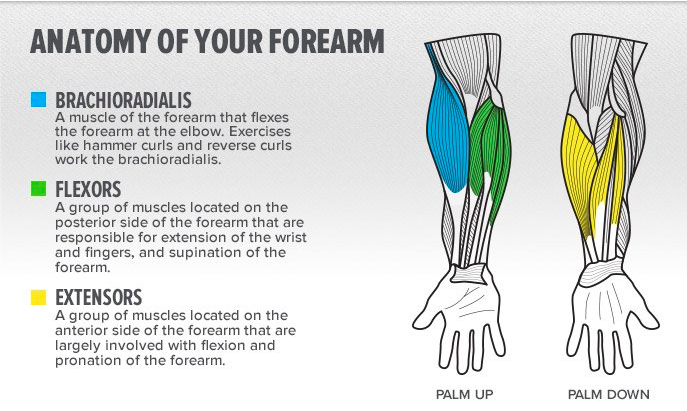 ANATOMY OF YOUR FOREARM
BRACHIORADIALIS
A muscle of the forearm that flexes
the forearm at the elbow. Exercises
like hammer curls and reverse curls
work the brachioradialis.
FLEXORS
A group of muscles located on the
posterior side of the forearm that are
responsible for extension of the wrist
and fingers, and supination of the
forearm.
EXTENSORS
A group of muscles located on the
anterior side of the forearm that are
largely involved with flexion and
pronation of the forearm.
PALM UP
PALM DOWN